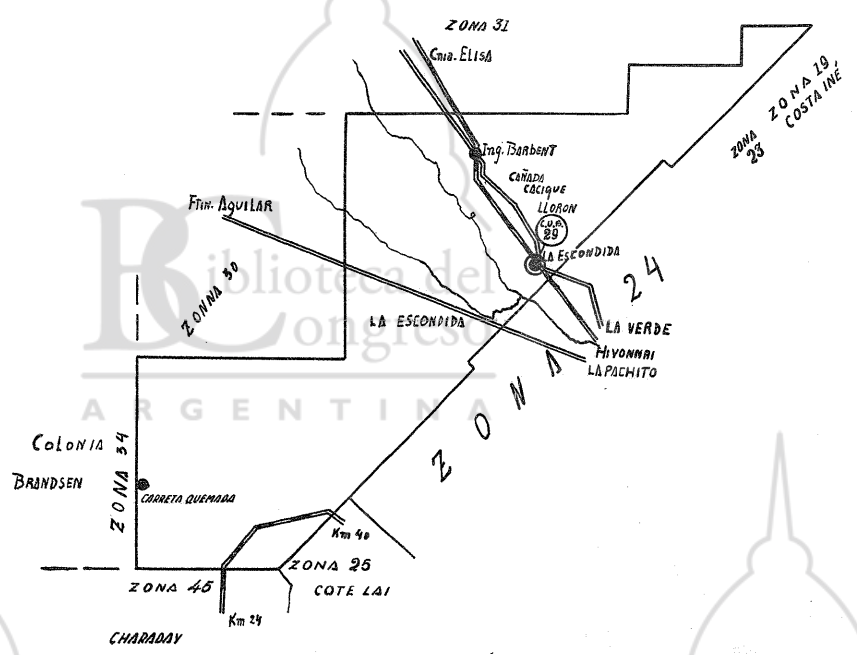 ZONA 31
Cnia. ELISA
ZONA 19
COSTA INÉ
ZONA
23
Ing. BARBENT
CAÑADA
CACIQUE
LLORON
C.U.A.
29
LA ESCONDIDA
Ftin. AGUILAR
ZONNA 30
Biblioteca del
Congreso
ARGENTINA
LA ESCONDIDA
ZONA 24
LA VERDE
HIVONNAI
LAPACHITO
COLONIA
BRANDSEN
ZONA 34
CARRETA QUEMADA
Km 40
ZONA 25
COTE LAI
ZONA 45
Km 24
CHARADAY